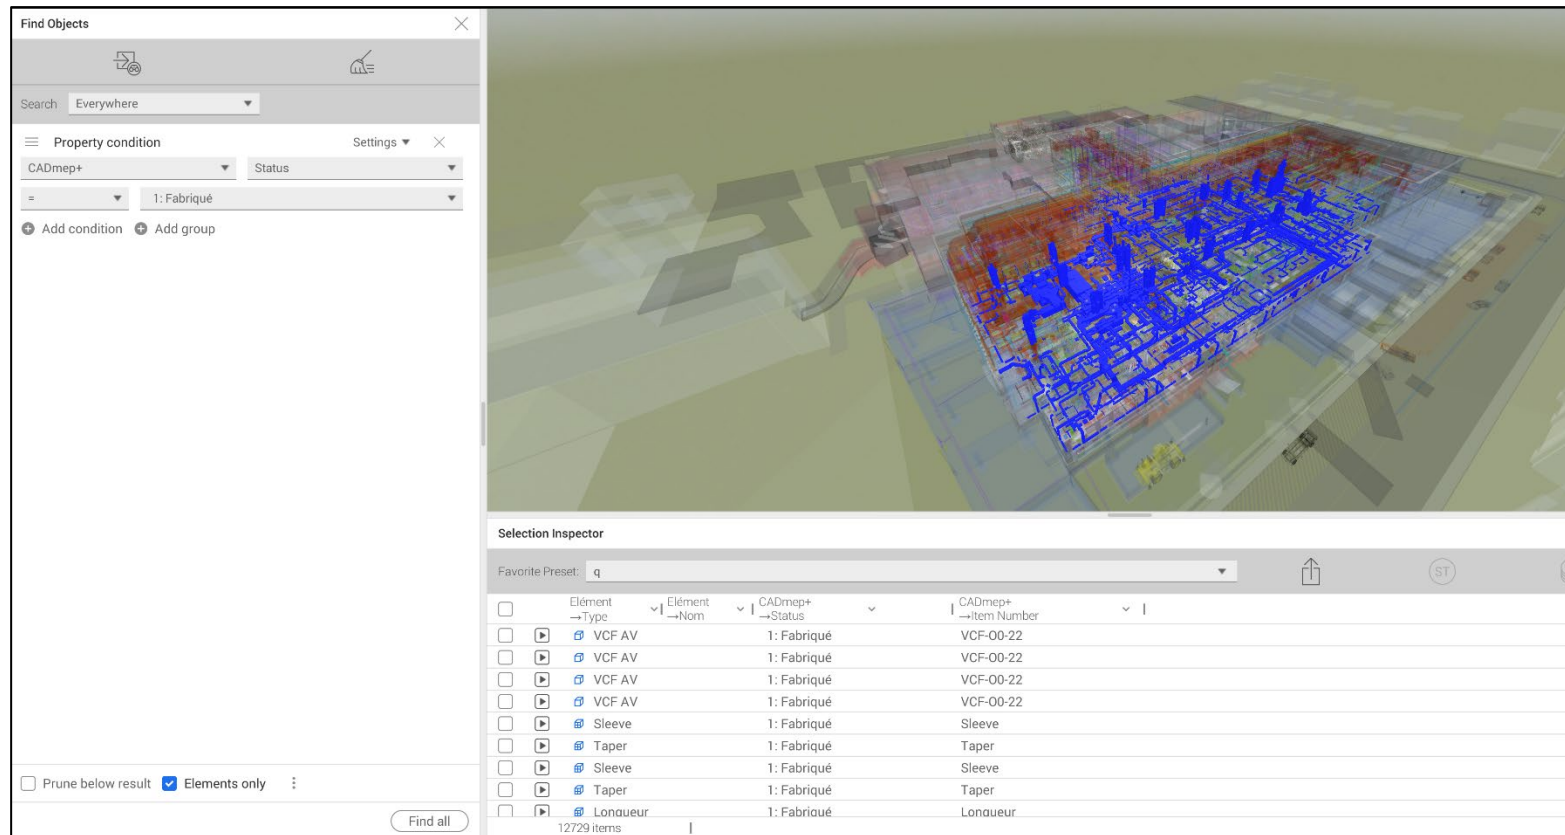 Find Objects
Search Everywhere
Property condition Settings
CADmep+ Status
= 1: Fabriqué
Add condition Add group
Prune below result Elements only
Find all
Selection Inspector
Favorite Preset: q
ST
Elément →Type Elément →Nom CADmep+ →Status CADmep+ →Item Number
VCF AV 1: Fabriqué VCF-O0-22
VCF AV 1: Fabriqué VCF-O0-22
VCF AV 1: Fabriqué VCF-O0-22
VCF AV 1: Fabriqué VCF-O0-22
Sleeve 1: Fabriqué Sleeve
Taper 1: Fabriqué Taper
Sleeve 1: Fabriqué Sleeve
Taper 1: Fabriqué Taper
Longueur 1: Fabriqué Longueur
12729 items